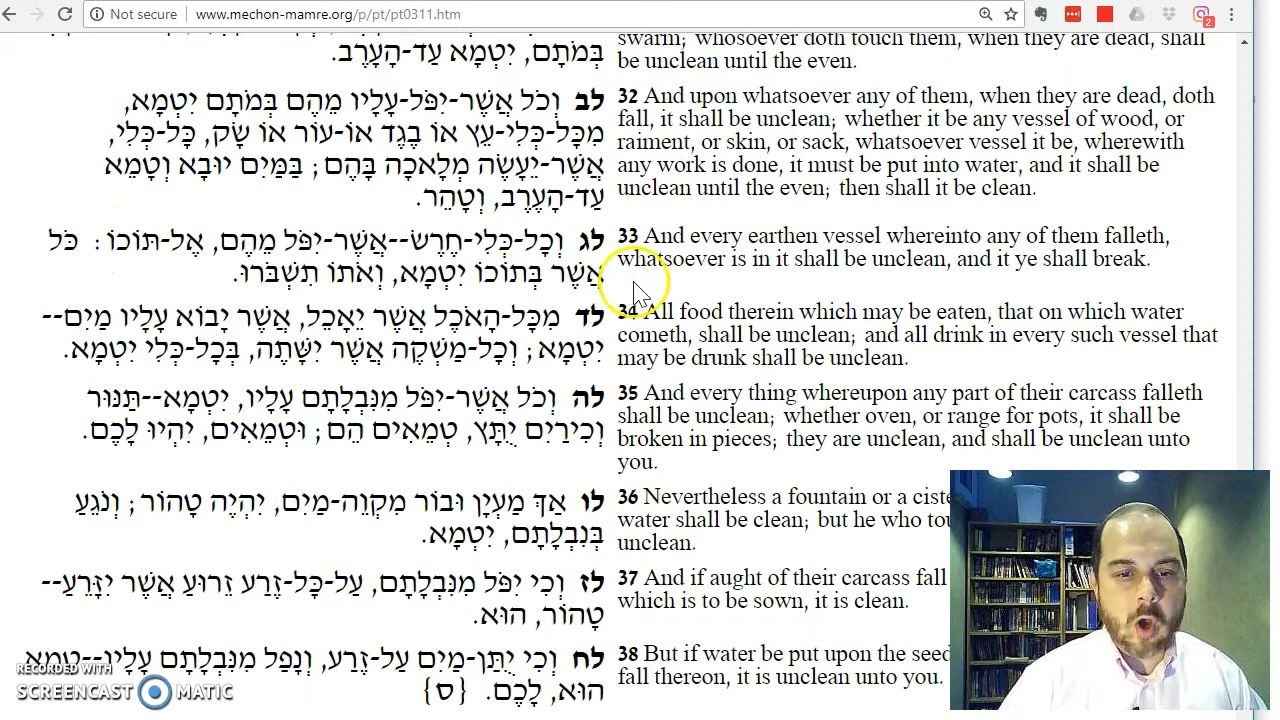 Not secure | www.mechon-mamre.org/p/pt/pt0311.htm
2
בְּמֹתָם, יִטְמָא עַד-הָעָרֶב.
swarm; whosoever doth touch them, when they are dead, shall
be unclean until the even.
לב וְכֹל אֲשֶׁר-יִפֹּל-עָלָיו מֵהֶם בְּמֹתָם יִטְמָא,
מִכָּל-כְּלִי-עֵץ אוֹ בֶגֶד אוֹ-עוֹר אוֹ שָׂק, כָּל-כְּלִי,
אֲשֶׁר-יֵעָשֶׂה מְלָאכָה בָּהֶם; בַּמַּיִם יוּבָא וְטָמֵא
עַד-הָעֶרֶב, וְטָהֵר.
32 And upon whatsoever any of them, when they are dead, doth
fall, it shall be unclean; whether it be any vessel of wood, or
raiment, or skin, or sack, whatsoever vessel it be, wherewith
any work is done, it must be put into water, and it shall be
unclean until the even; then shall it be clean.
לג וְכָל-כְּלִי-חֶרֶשׂ--אֲשֶׁר-יִפֹּל מֵהֶם, אֶל-תּוֹכוֹ: כֹּל
אֲשֶׁר בְּתוֹכוֹ יִטְמָא, וְאֹתוֹ תִשְׁבֹּרוּ.
33 And every earthen vessel whereinto any of them falleth,
whatsoever is in it shall be unclean, and it ye shall break.
לד מִכָּל-הָאֹכֶל אֲשֶׁר יֵאָכֵל, אֲשֶׁר יָבוֹא עָלָיו מַיִם--
יִטְמָא; וְכָל-מַשְׁקֶה אֲשֶׁר יִשָּׁתֶה, בְּכָל-כְּלִי יִטְמָא.
34 All food therein which may be eaten, that on which water
cometh, shall be unclean; and all drink in every such vessel that
may be drunk shall be unclean.
לה וְכֹל אֲשֶׁר-יִפֹּל מִנִּבְלָתָם עָלָיו, יִטְמָא--תַּנּוּר
וְכִירַיִם יֻתָּץ, טְמֵאִים הֵם; וּטְמֵאִים, יִהְיוּ לָכֶם.
35 And every thing whereupon any part of their carcass falleth
shall be unclean; whether oven, or range for pots, it shall be
broken in pieces; they are unclean, and shall be unclean unto
you.
לו אַךְ מַעְיָן וּבוֹר מִקְוֵה-מַיִם, יִהְיֶה טָהוֹר; וְנֹגֵעַ
בְּנִבְלָתָם, יִטְמָא.
36 Nevertheless a fountain or a ciste
water shall be clean; but he who tou
unclean.
לז וְכִי יִפֹּל מִנִּבְלָתָם, עַל-כָּל-זֶרַע זֵרוּעַ אֲשֶׁר יִזָּרֵעַ--
טָהוֹר, הוּא.
37 And if aught of their carcass fall
which is to be sown, it is clean.
לח וְכִי יֻתַּן-מַיִם עַל-זֶרַע, וְנָפַל מִנִּבְלָתָם עָלָיו--טָמֵא
הוּא, לָכֶם. {ס}
38 But if water be put upon the seed
fall thereon, it is unclean unto you.
RECORDED WITH
SCREENCAST MATIC